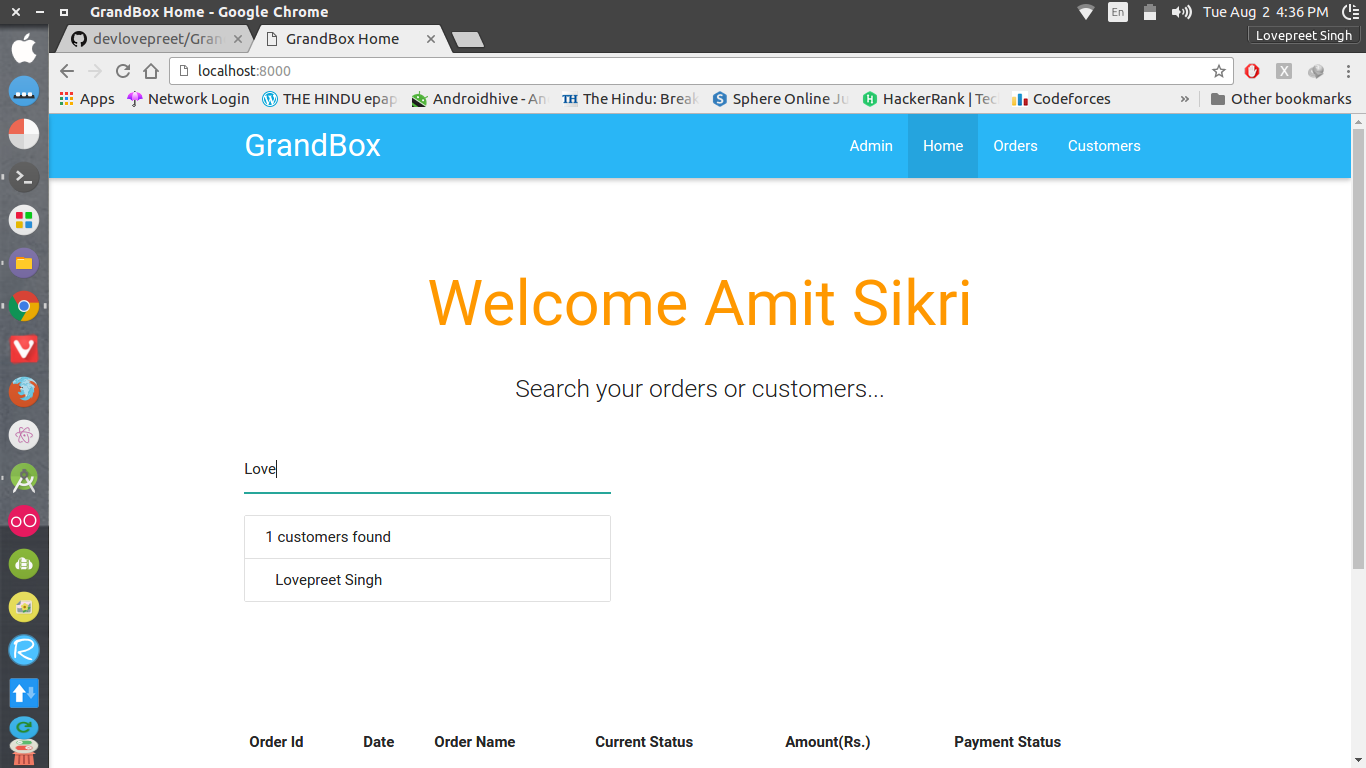 GrandBox Home - Google Chrome
En
Tue Aug 2 4:36 PM
devlovepreet/Gran
GrandBox Home
Lovepreet Singh
localhost:8000
Apps
Network Login
THE HINDU epap
Androidhive - An
TH The Hindu: Break
Sphere Online Ju
HackerRank | Tec
Codeforces
»
Other bookmarks
GrandBox
Admin
Home
Orders
Customers
Welcome Amit Sikri
Search your orders or customers...
Love
1 customers found
Lovepreet Singh
Order Id
Date
Order Name
Current Status
Amount(Rs.)
Payment Status